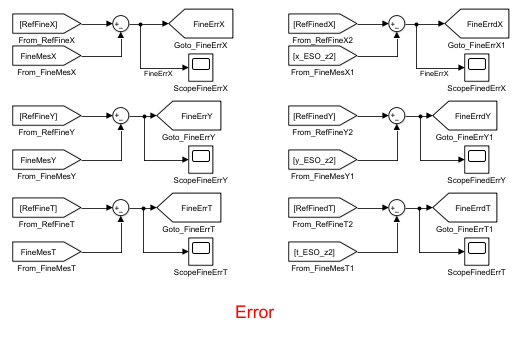 [RefFineX]
From_RefFineX
FineMesX
From_FineMesX
+
_
FineErrX
FineErrX
Goto_FineErrX
ScopeFineErrX
[RefFinedX]
From_RefFineX2
[x_ESO_z2]
From_FineMesX1
+
_
FineErrX
FineErrdX
Goto_FineErrX1
ScopeFinedErrX
[RefFineY]
From_RefFineY
FineMesY
From_FineMesY
+
_
FineErrY
Goto_FineErrY
ScopeFineErrY
[RefFinedY]
From_RefFineY2
[y_ESO_z2]
From_FineMesY1
+
_
FineErrdY
Goto_FineErrY1
ScopeFinedErrY
[RefFineT]
From_RefFineT
FineMesT
From_FineMesT
+
_
FineErrT
Goto_FineErrT
ScopeFineErrT
[RefFinedT]
From_RefFineT2
[t_ESO_z2]
From_FineMesT1
+
_
FineErrdT
Goto_FineErrT1
ScopeFinedErrT
Error